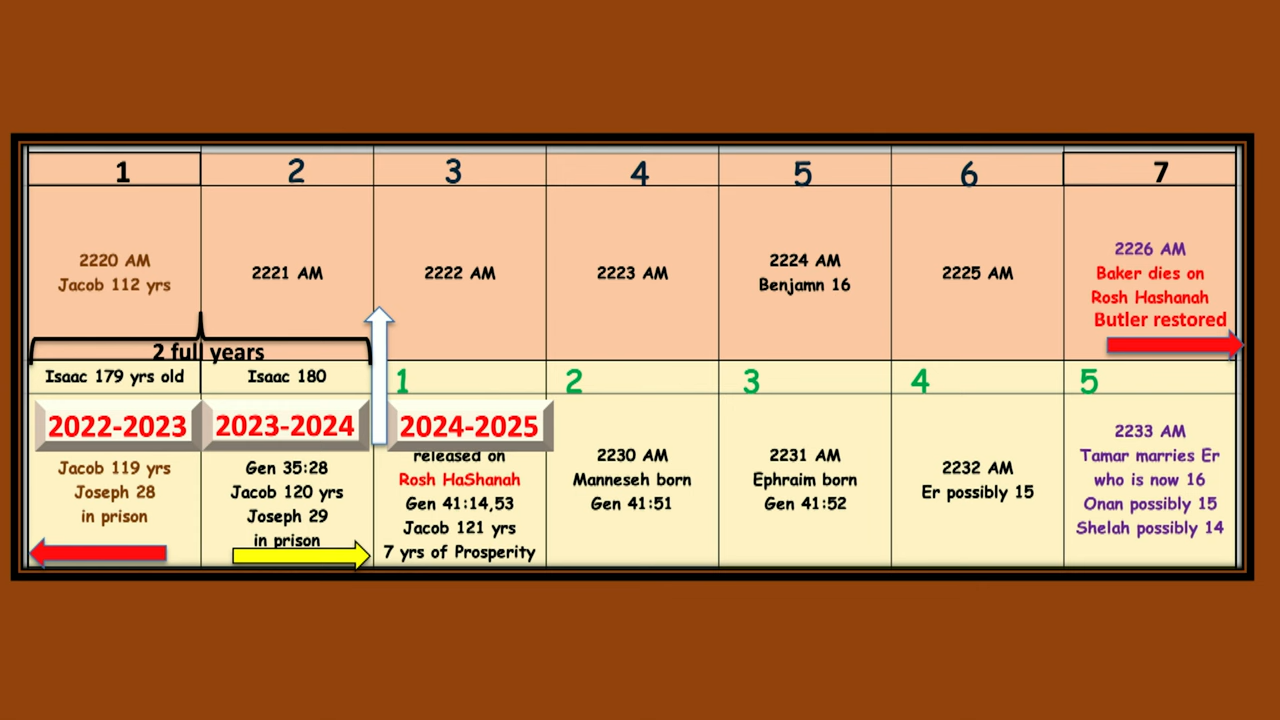 1
2
3
4
5
6
7
2220 AM
Jacob 112 yrs
2221 AM
2222 AM
2223 AM
2224 AM
Benjamn 16
2225 AM
2226 AM
Baker dies on
Rosh Hashanah
Butler restored
2 full years
Isaac 179 yrs old
Isaac 180
1
2
3
4
5
2022-2023
Jacob 119 yrs
Joseph 28
in prison
2023-2024
Gen 35:28
Jacob 120 yrs
Joseph 29
in prison
2024-2025
released on
Rosh HaShanah
Gen 41:14,53
Jacob 121 yrs
7 yrs of Prosperity
2230 AM
Manneseh born
Gen 41:51
2231 AM
Ephraim born
Gen 41:52
2232 AM
Er possibly 15
2233 AM
Tamar marries Er
who is now 16
Onan possibly 15
Shelah possibly 14